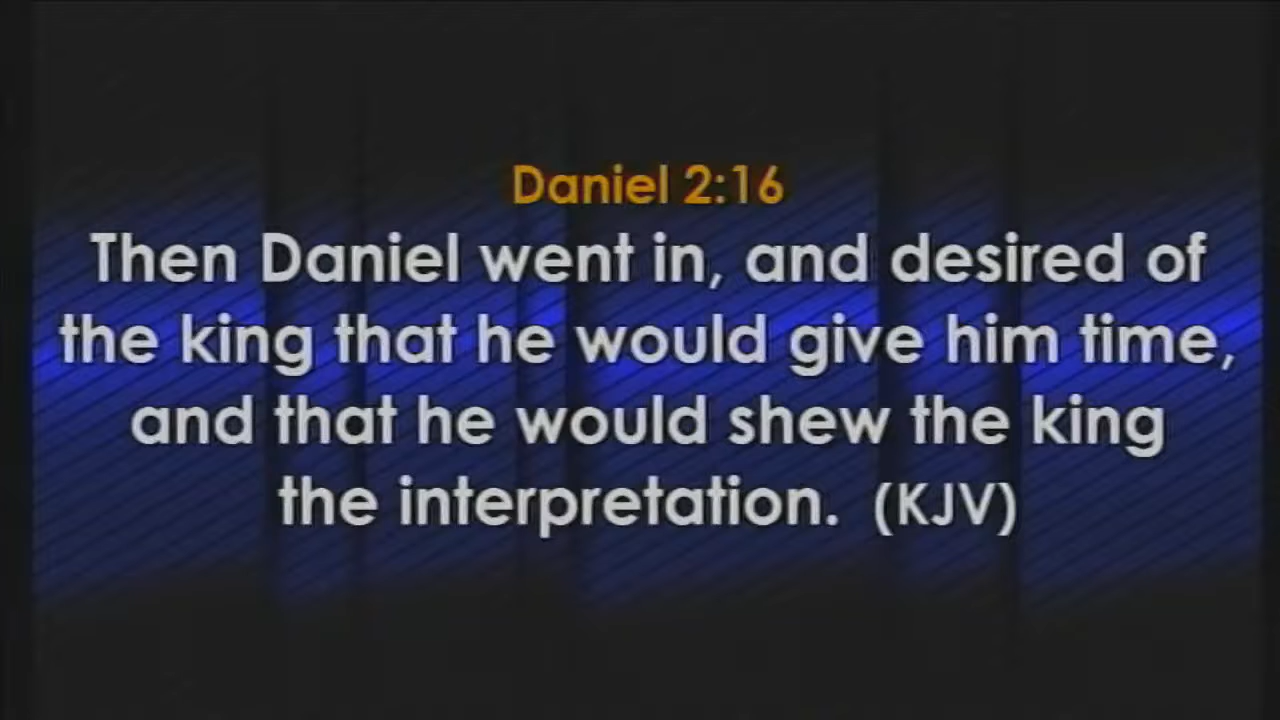 Daniel 2:16
Then Daniel went in, and desired of
the king that he would give him time,
and that he would shew the king
the interpretation. (KJV)